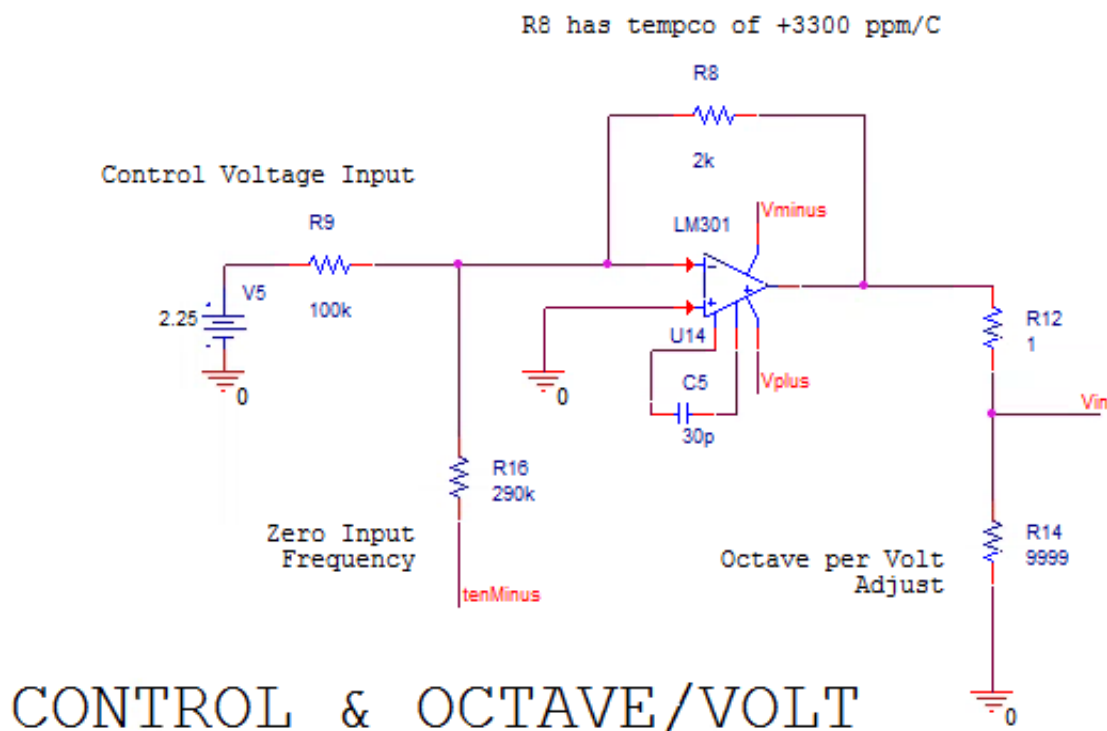 R8 has tempco of +3300 ppm/C
R8
2k
Control Voltage Input
R9
100k
V5
2.25
0
LM301
Vminus
-
+
+
U14
Vplus
C5
30p
0
R12
1
Vin
R16
290k
Zero Input
Frequency
tenMinus
R14
9999
Octave per Volt
Adjust
0
CONTROL & OCTAVE/VOLT